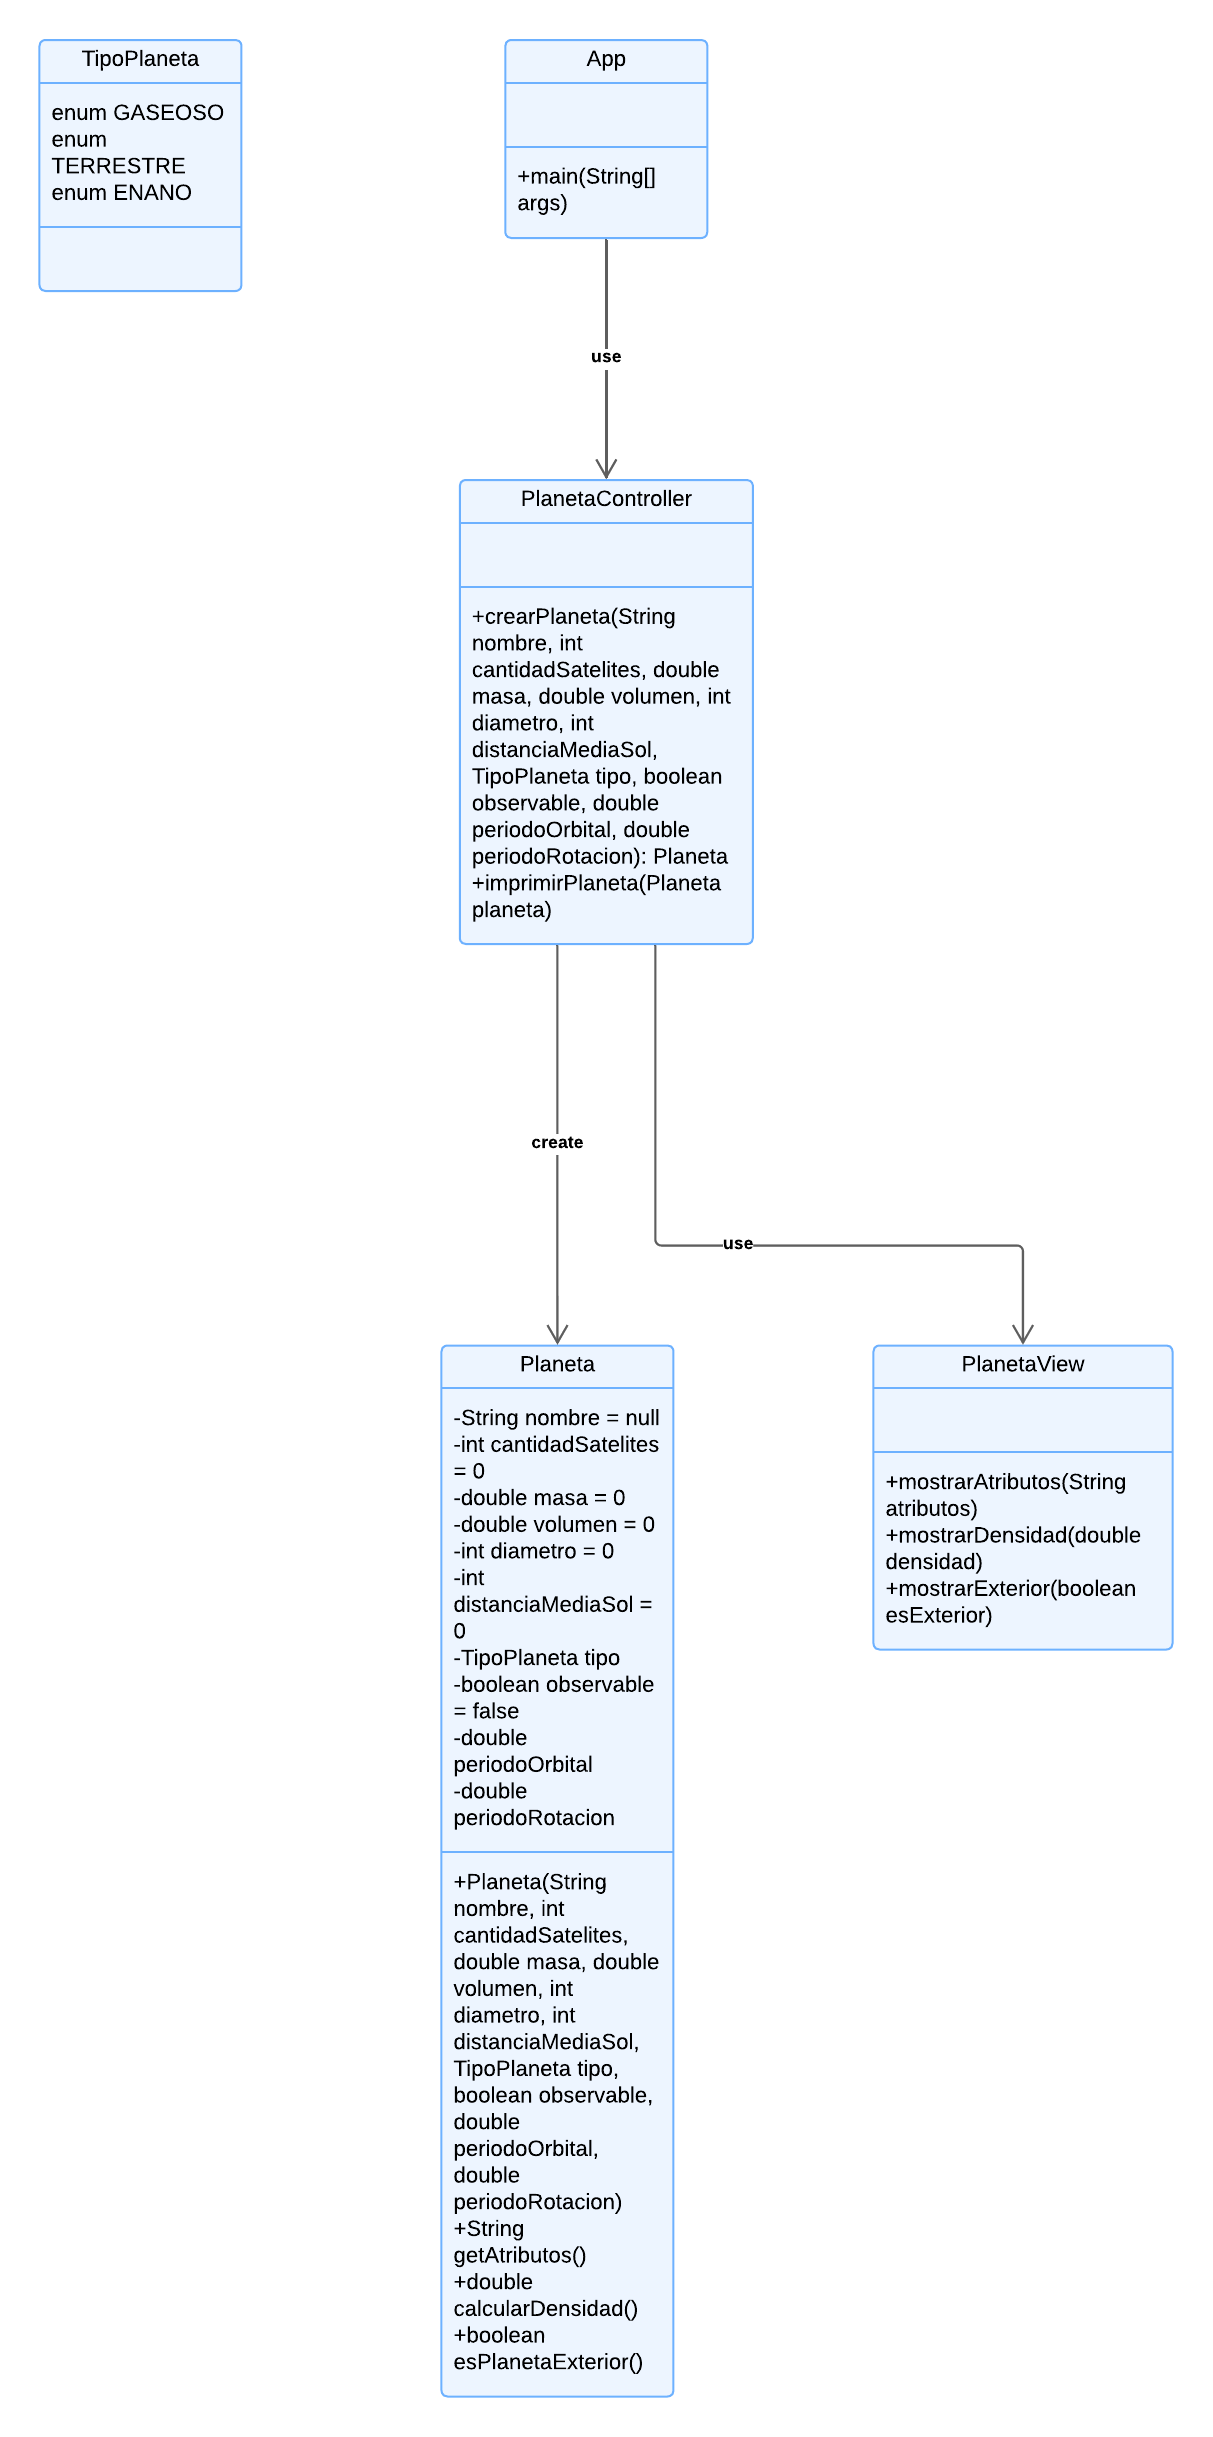 TipoPlaneta
enum GASEOSO
enum
TERRESTRE
enum ENANO
App
+main(String[]
args)
use
PlanetaController
+crearPlaneta(String
nombre, int
cantidadSatelites, double
masa, double volumen, int
diametro, int
distanciaMediaSol,
TipoPlaneta tipo, boolean
observable, double
periodoOrbital, double
periodoRotacion): Planeta
+imprimirPlaneta(Planeta
planeta)
create
use
Planeta
-String nombre = null
-int cantidadSatelites
= 0
-double masa = 0
-double volumen = 0
-int diametro = 0
-int
distanciaMediaSol =
0
-TipoPlaneta tipo
-boolean observable
= false
-double
periodoOrbital
-double
periodoRotacion
+Planeta(String
nombre, int
cantidadSatelites,
double masa, double
volumen, int
diametro, int
distanciaMediaSol,
TipoPlaneta tipo,
boolean observable,
double
periodoOrbital,
double
periodoRotacion)
+String
getAtributos()
+double
calcularDensidad()
+boolean
esPlanetaExterior()
PlanetaView
+mostrarAtributos(String
atributos)
+mostrarDensidad(double
densidad)
+mostrarExterior(boolean
esExterior)